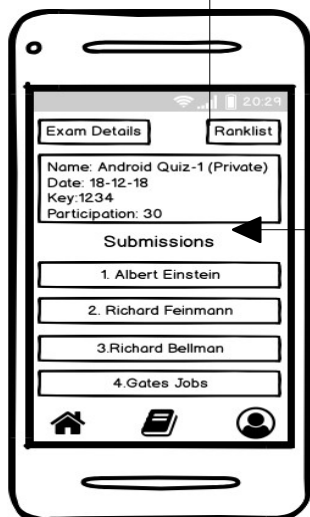 20:29
Exam Details
Ranklist
Name: Android Quiz-1 (Private)
Date: 18-12-18
Key:1234
Participation: 30
Submissions
1. Albert Einstein
2. Richard Feinmann
3.Richard Bellman
4.Gates Jobs